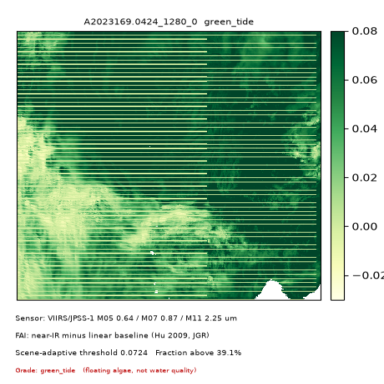 A2023169.0424_1280_0 green_tide
0.08
0.06
0.04
0.02
0.00
−0.02
Sensor: VIIRS/JPSS-1 M05 0.64 / M07 0.87 / M11 2.25 um
FAI: near-IR minus linear baseline (Hu 2009, JGR)
Scene-adaptive threshold 0.0724 Fraction above 39.1%
Grade: green_tide (floating algae, not water quality)